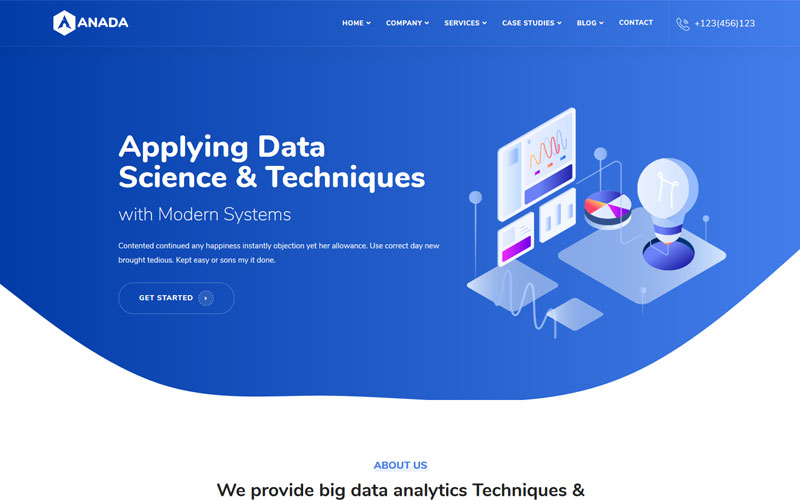 ANADA
HOME COMPANY SERVICES CASE STUDIES BLOG CONTACT +123(456)123
Applying Data
Science & Techniques
with Modern Systems
Contented continued any happiness instantly objection yet her allowance. Use correct day new
brought tedious. Kept easy or sons my it done.
GET STARTED
ABOUT US
We provide big data analytics Techniques &